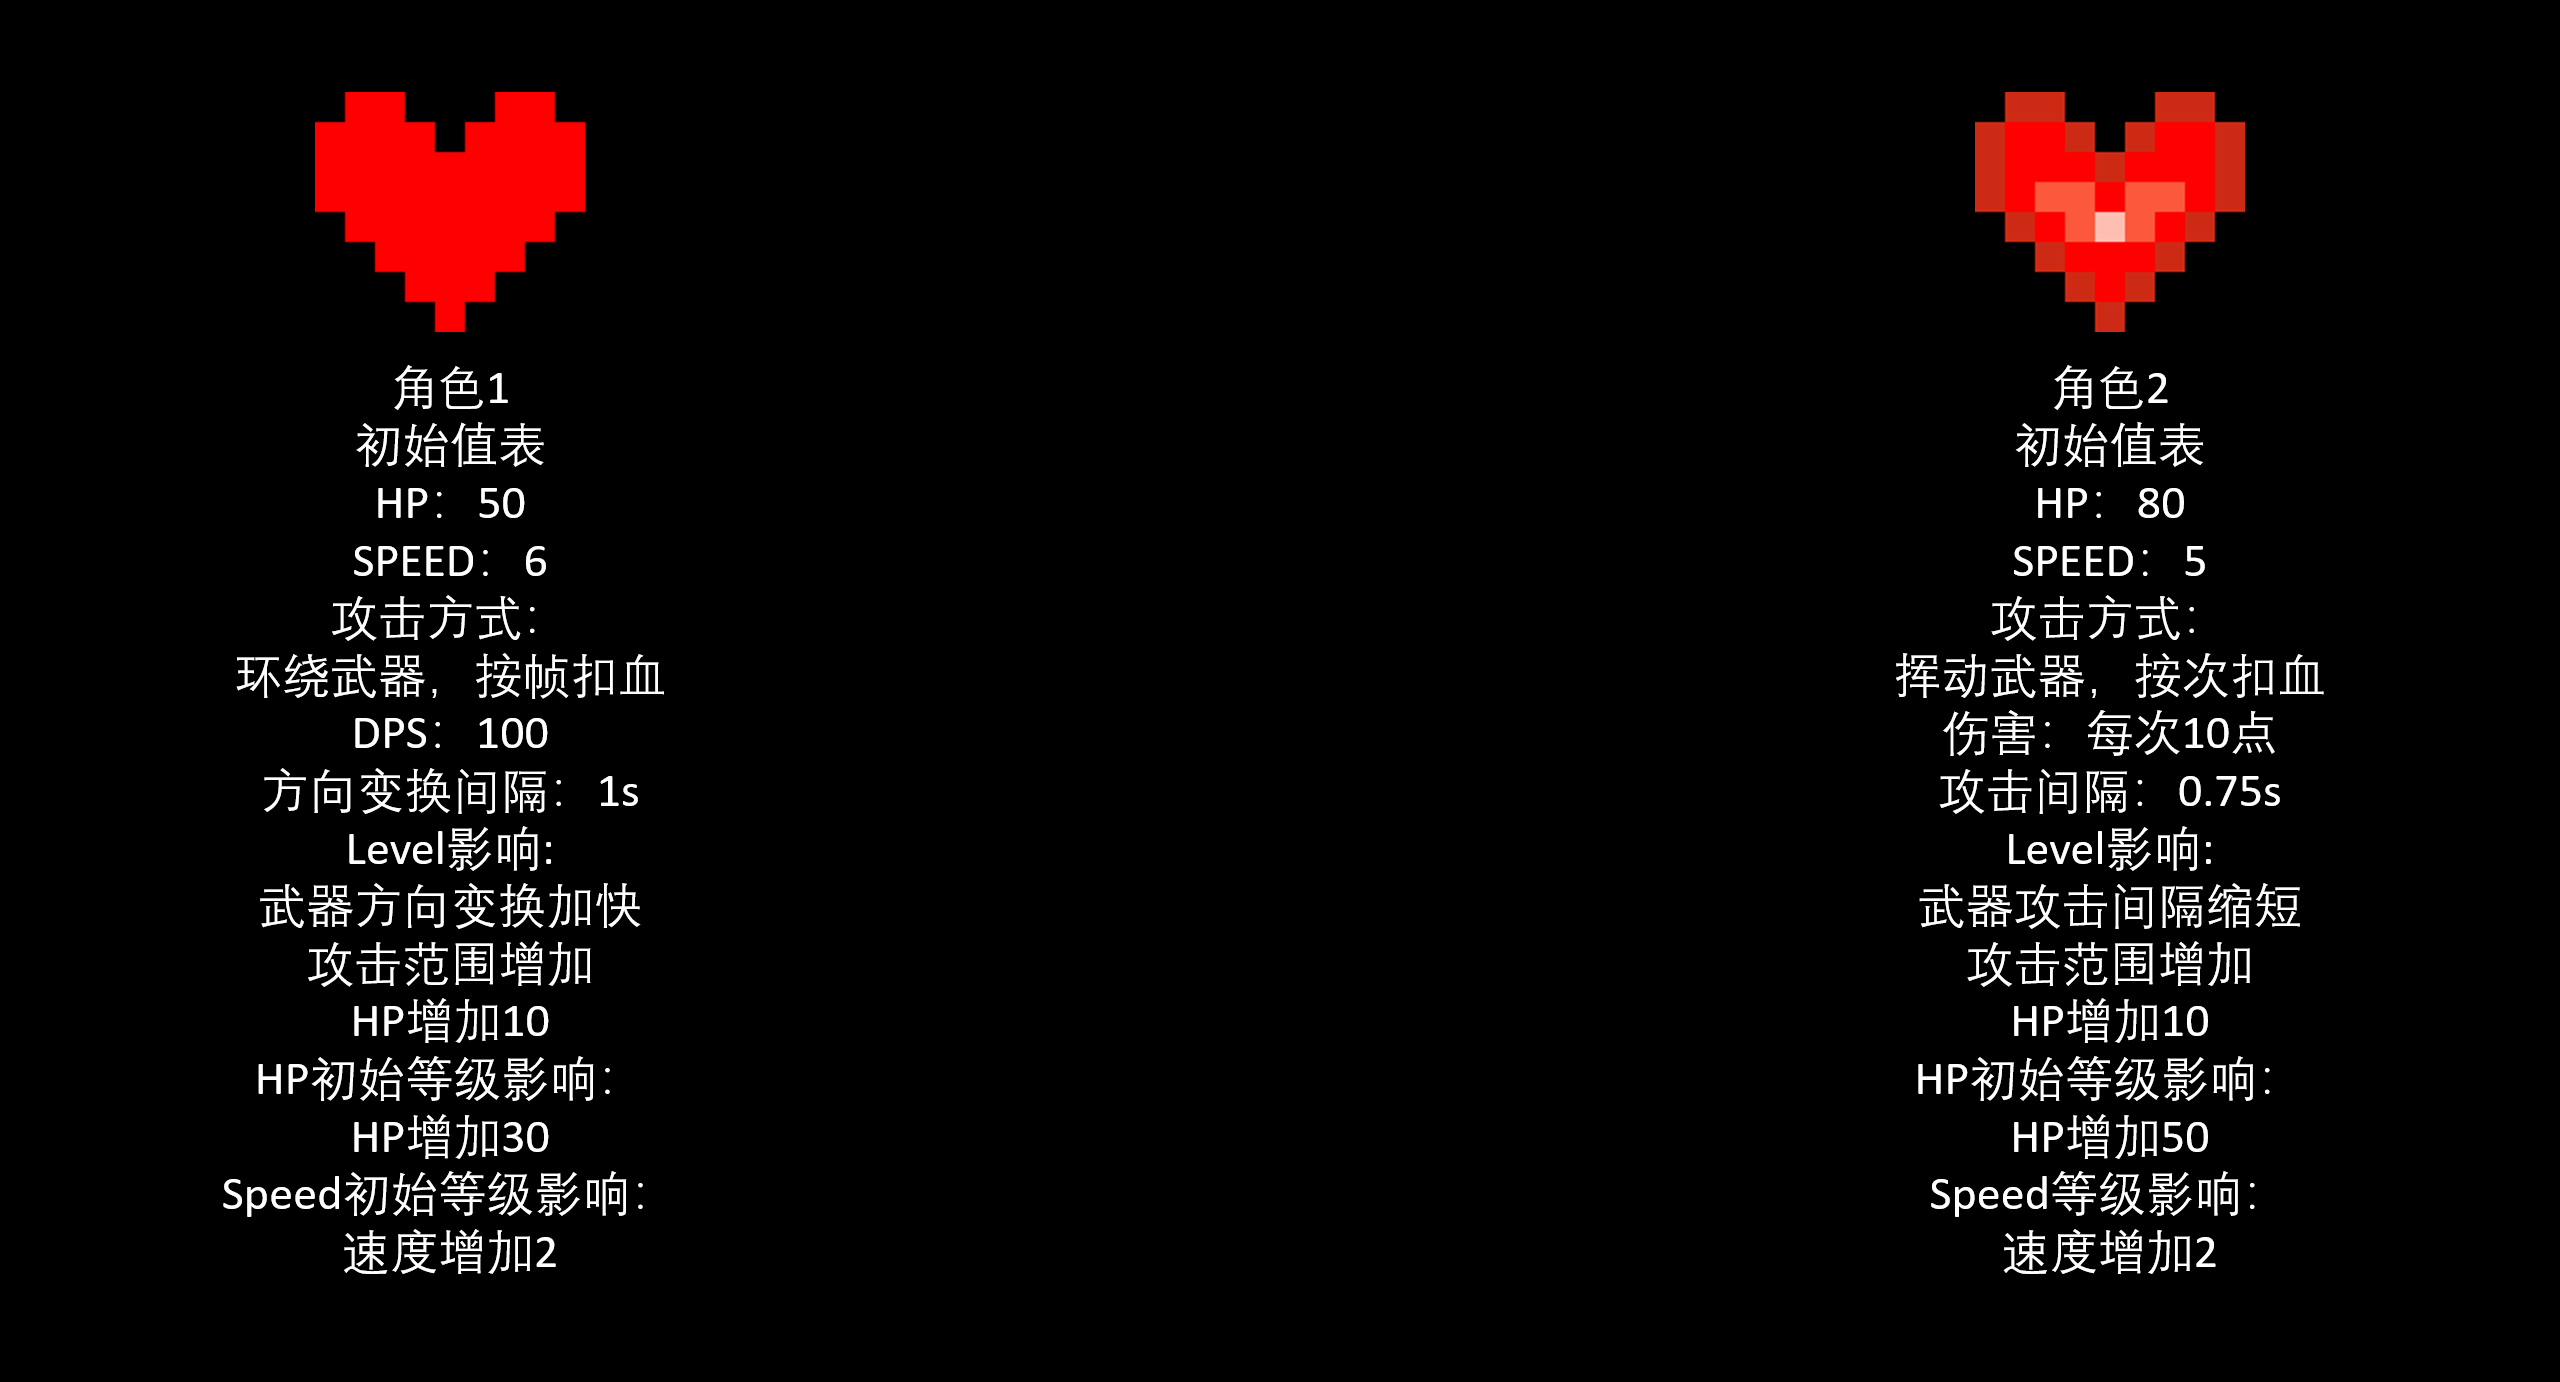 角色1
初始值表
HP：50
SPEED：6
攻击方式：
环绕武器，按帧扣血
DPS：100
方向变换间隔：1s
Level影响:
武器方向变换加快
攻击范围增加
HP增加10
HP初始等级影响：
HP增加30
Speed初始等级影响：
速度增加2
角色2
初始值表
HP：80
SPEED：5
攻击方式：
挥动武器，按次扣血
伤害：每次10点
攻击间隔：0.75s
Level影响:
武器攻击间隔缩短
攻击范围增加
HP增加10
HP初始等级影响：
HP增加50
Speed等级影响：
速度增加2